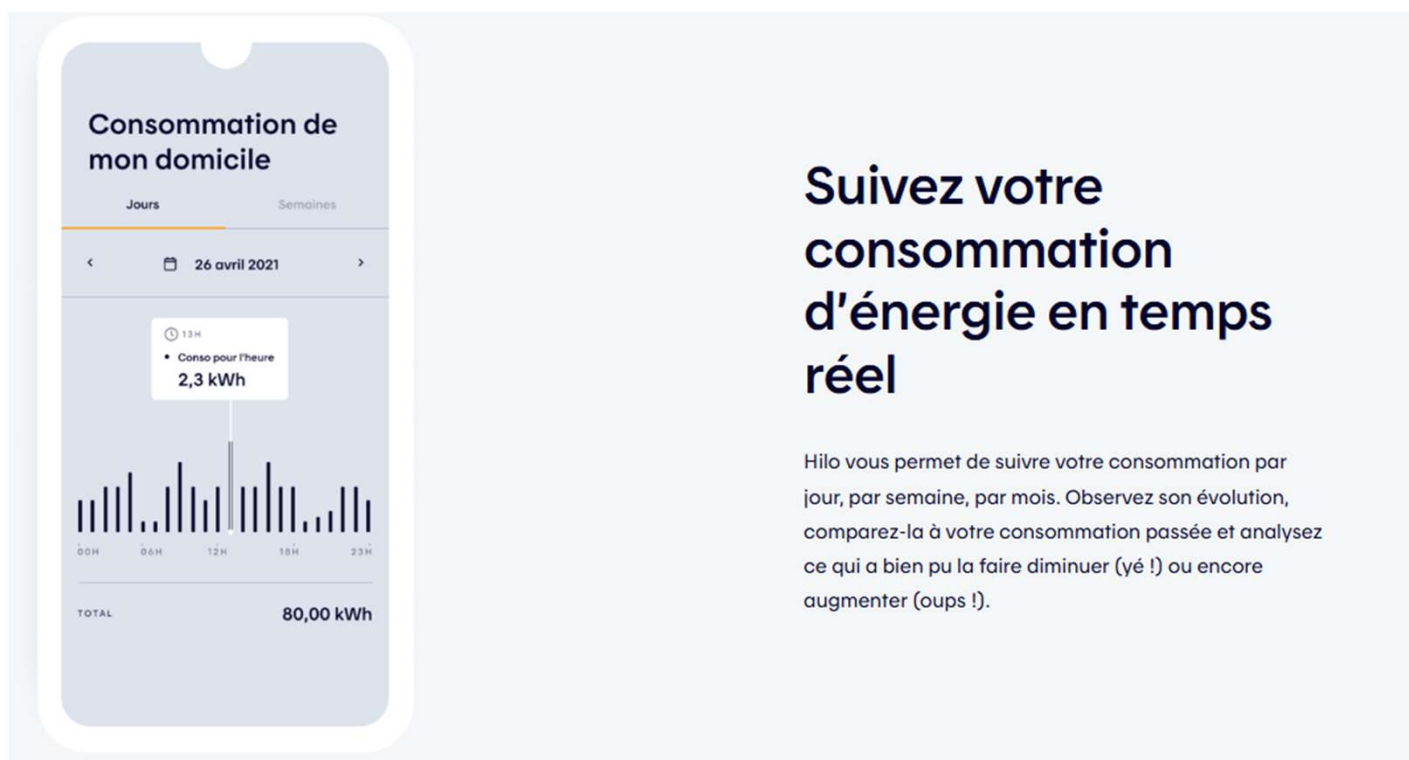 Consommation de
mon domicile
Jours Semaines
26 avril 2021
13H
• Conso pour l'heure
2,3 kWh
00H 06H 12H 18H 23H
TOTAL 80,00 kWh
Suivez votre
consommation
d'énergie en temps
réel
Hilo vous permet de suivre votre consommation par
jour, par semaine, par mois. Observez son évolution,
comparez-la à votre consommation passée et analysez
ce qui a bien pu la faire diminuer (yé !) ou encore
augmenter (oups !).